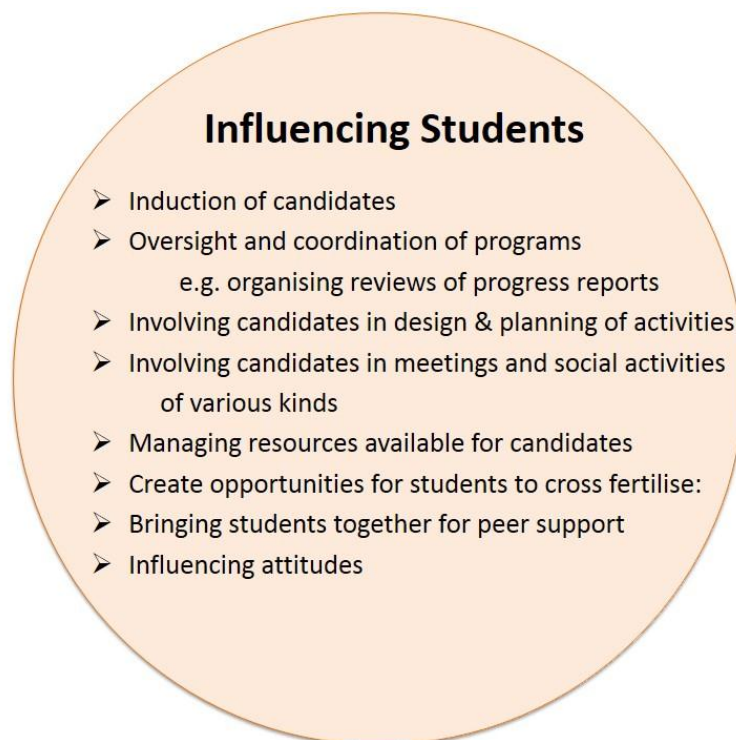 Influencing Students
➢ Induction of candidates
➢ Oversight and coordination of programs
e.g. organising reviews of progress reports
➢ Involving candidates in design & planning of activities
➢ Involving candidates in meetings and social activities
of various kinds
➢ Managing resources available for candidates
➢ Create opportunities for students to cross fertilise:
➢ Bringing students together for peer support
➢ Influencing attitudes